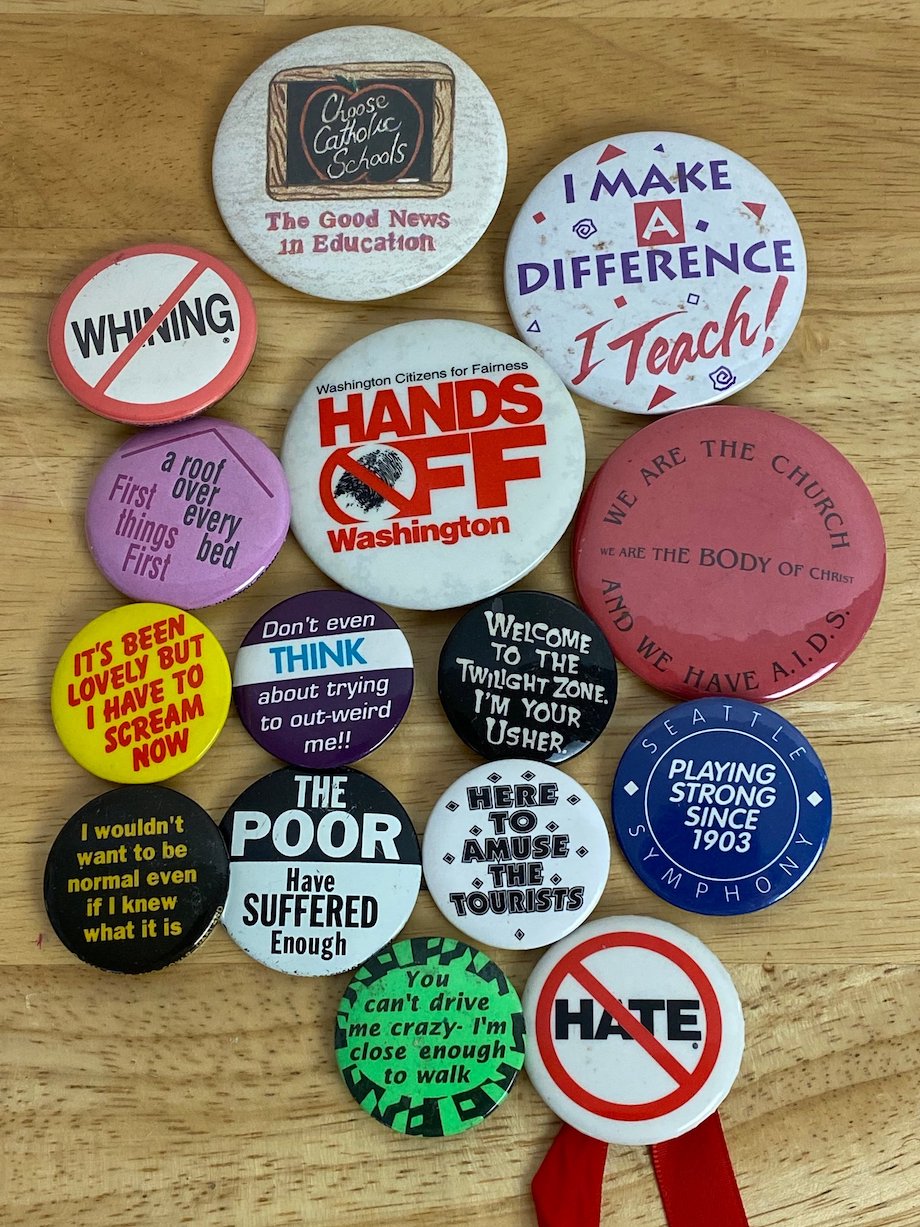 Choose
Catholic
Schools
The Good News
in Education
I MAKE
A
DIFFERENCE
I Teach!
WHINING
®
Washington Citizens for Fairness
HANDS
OFF
Washington
a roof
over
every
bed
First
things
First
WE ARE THE CHURCH
WE ARE THE BODY OF CHRIST
AND WE HAVE A.I.D.S.
IT'S BEEN
LOVELY BUT
I HAVE TO
SCREAM
NOW
Don't even
THINK
about trying
to out-weird
me!!
WELCOME
TO THE
TWILIGHT ZONE.
I'M YOUR
USHER.
SEATTLE
PLAYING
STRONG
SINCE
1903
SYMPHONY
I wouldn't
want to be
normal even
if I knew
what it is
THE
POOR
Have
SUFFERED
Enough
HERE
TO
AMUSE
THE
TOURISTS
You
can't drive
me crazy- I'm
close enough
to walk
HATE